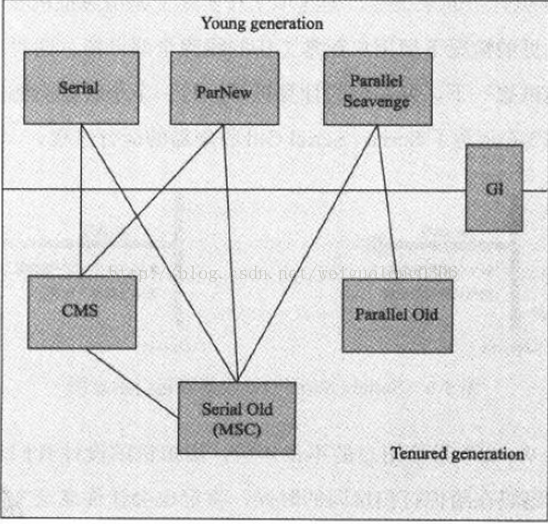 Young generation
Serial
ParNew
Parallel
Scavenge
G1
CMS
Parallel Old
Serial Old
(MSC)
Tenured generation